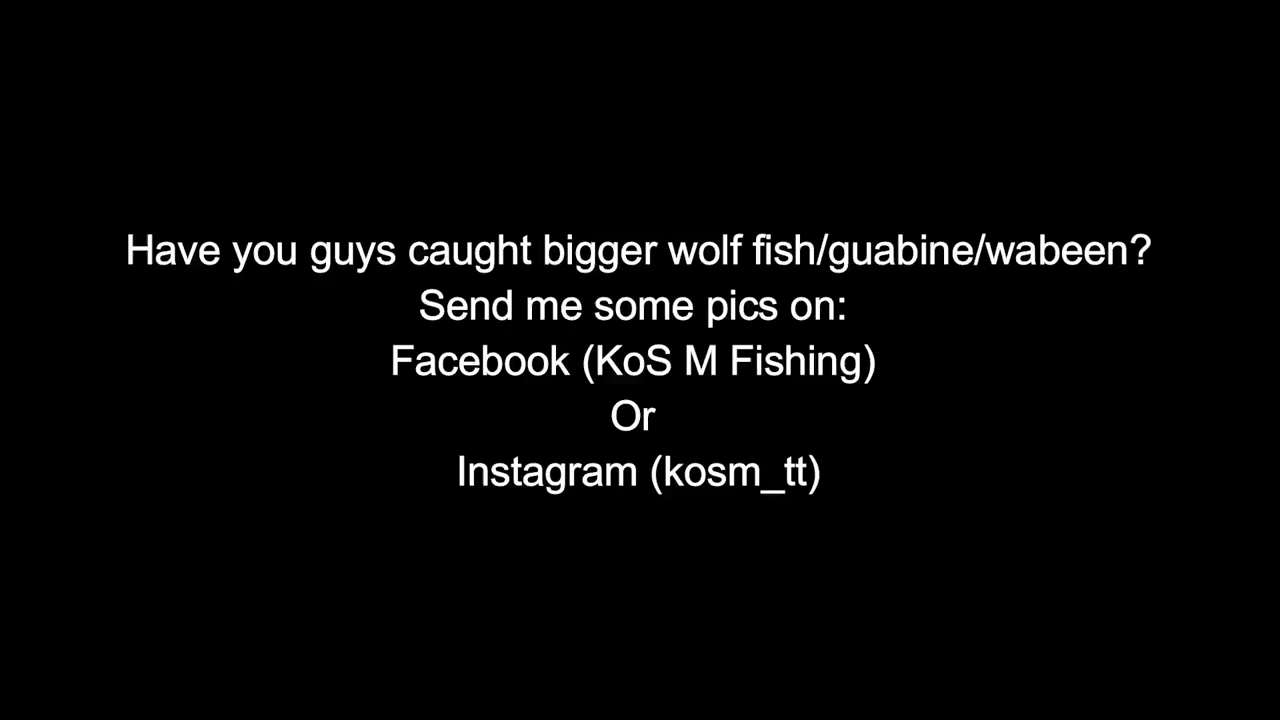 Have you guys caught bigger wolf fish/guabine/wabeen?
Send me some pics on:
Facebook (KoS M Fishing)
Or
Instagram (kosm_tt)